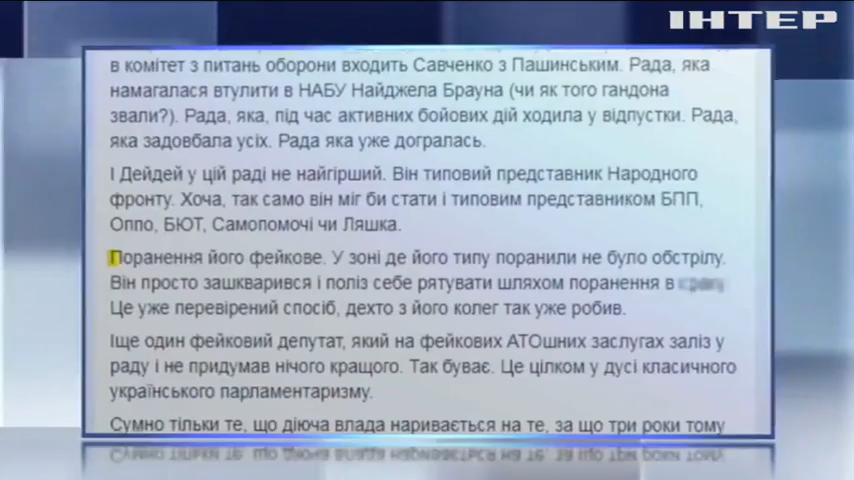 ІНТЕР
в комітет з питань оборони входить Савченко з Пашинським. Рада, яка
намагалася втулити в НАБУ Найджела Брауна (чи як того гандона
звали?). Рада, яка, під час активних бойових дій ходила у відпустки. Рада,
яка задовбала усіх. Рада яка уже догралась.
І Дейдей у цій раді не найгірший. Він типовий представник Народного
фронту. Хоча, так само він міг би стати і типовим представником БПП,
Оппо, БЮТ, Самопомочі чи Ляшка.
Поранення його фейкове. У зоні де його типу поранили не було обстрілу.
Він просто зашкварився і поліз себе рятувати шляхом поранення в
Це уже перевірений спосіб, дехто з його колег так уже робив.
Іще один фейковий депутат, який на фейкових АТОшних заслугах заліз у
раду і не придумав нічого кращого. Так буває. Це цілком у дусі класичного
українського парламентаризму.
Сумно тільки те, що діюча влада наривається на те, за що три роки тому